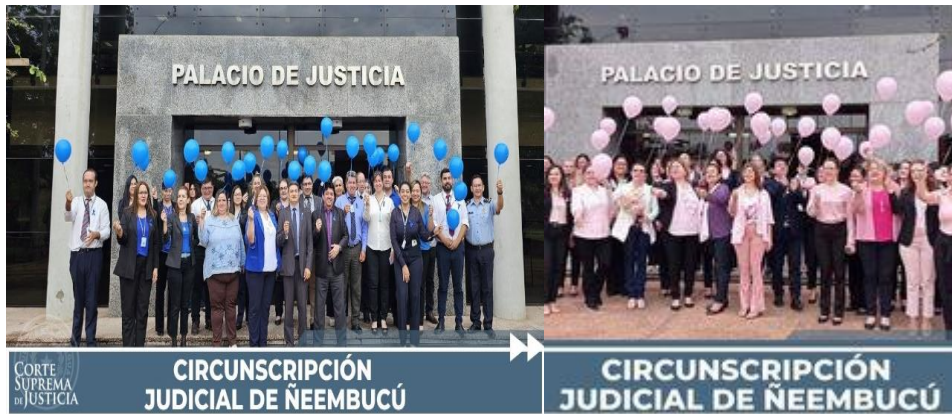 PALACIO DE JUSTICIA
CORTE
SUPREMA
DE JUSTICIA
CIRCUNSCRIPCIÓN
JUDICIAL DE ÑEEMBUCÚ
PALACIO DE JUSTICIA
CIRCUNSCRIPCIÓN
JUDICIAL DE ÑEEMBUCÚ